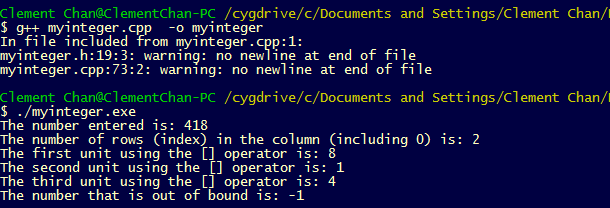 Clement Chan@ClementChan-PC /cygdrive/c/Documents and Settings/Clement Chan/
$ g++ myinteger.cpp  -o myinteger
In file included from myinteger.cpp:1:
myinteger.h:19:3: warning: no newline at end of file
myinteger.cpp:73:2: warning: no newline at end of file

Clement Chan@ClementChan-PC /cygdrive/c/Documents and Settings/Clement Chan/
$ ./myinteger.exe
The number entered is: 418
The number of rows (index) in the column (including 0) is: 2
The first unit using the [] operator is: 8
The second unit using the [] operator is: 1
The third unit using the [] operator is: 4
The number that is out of bound is: -1